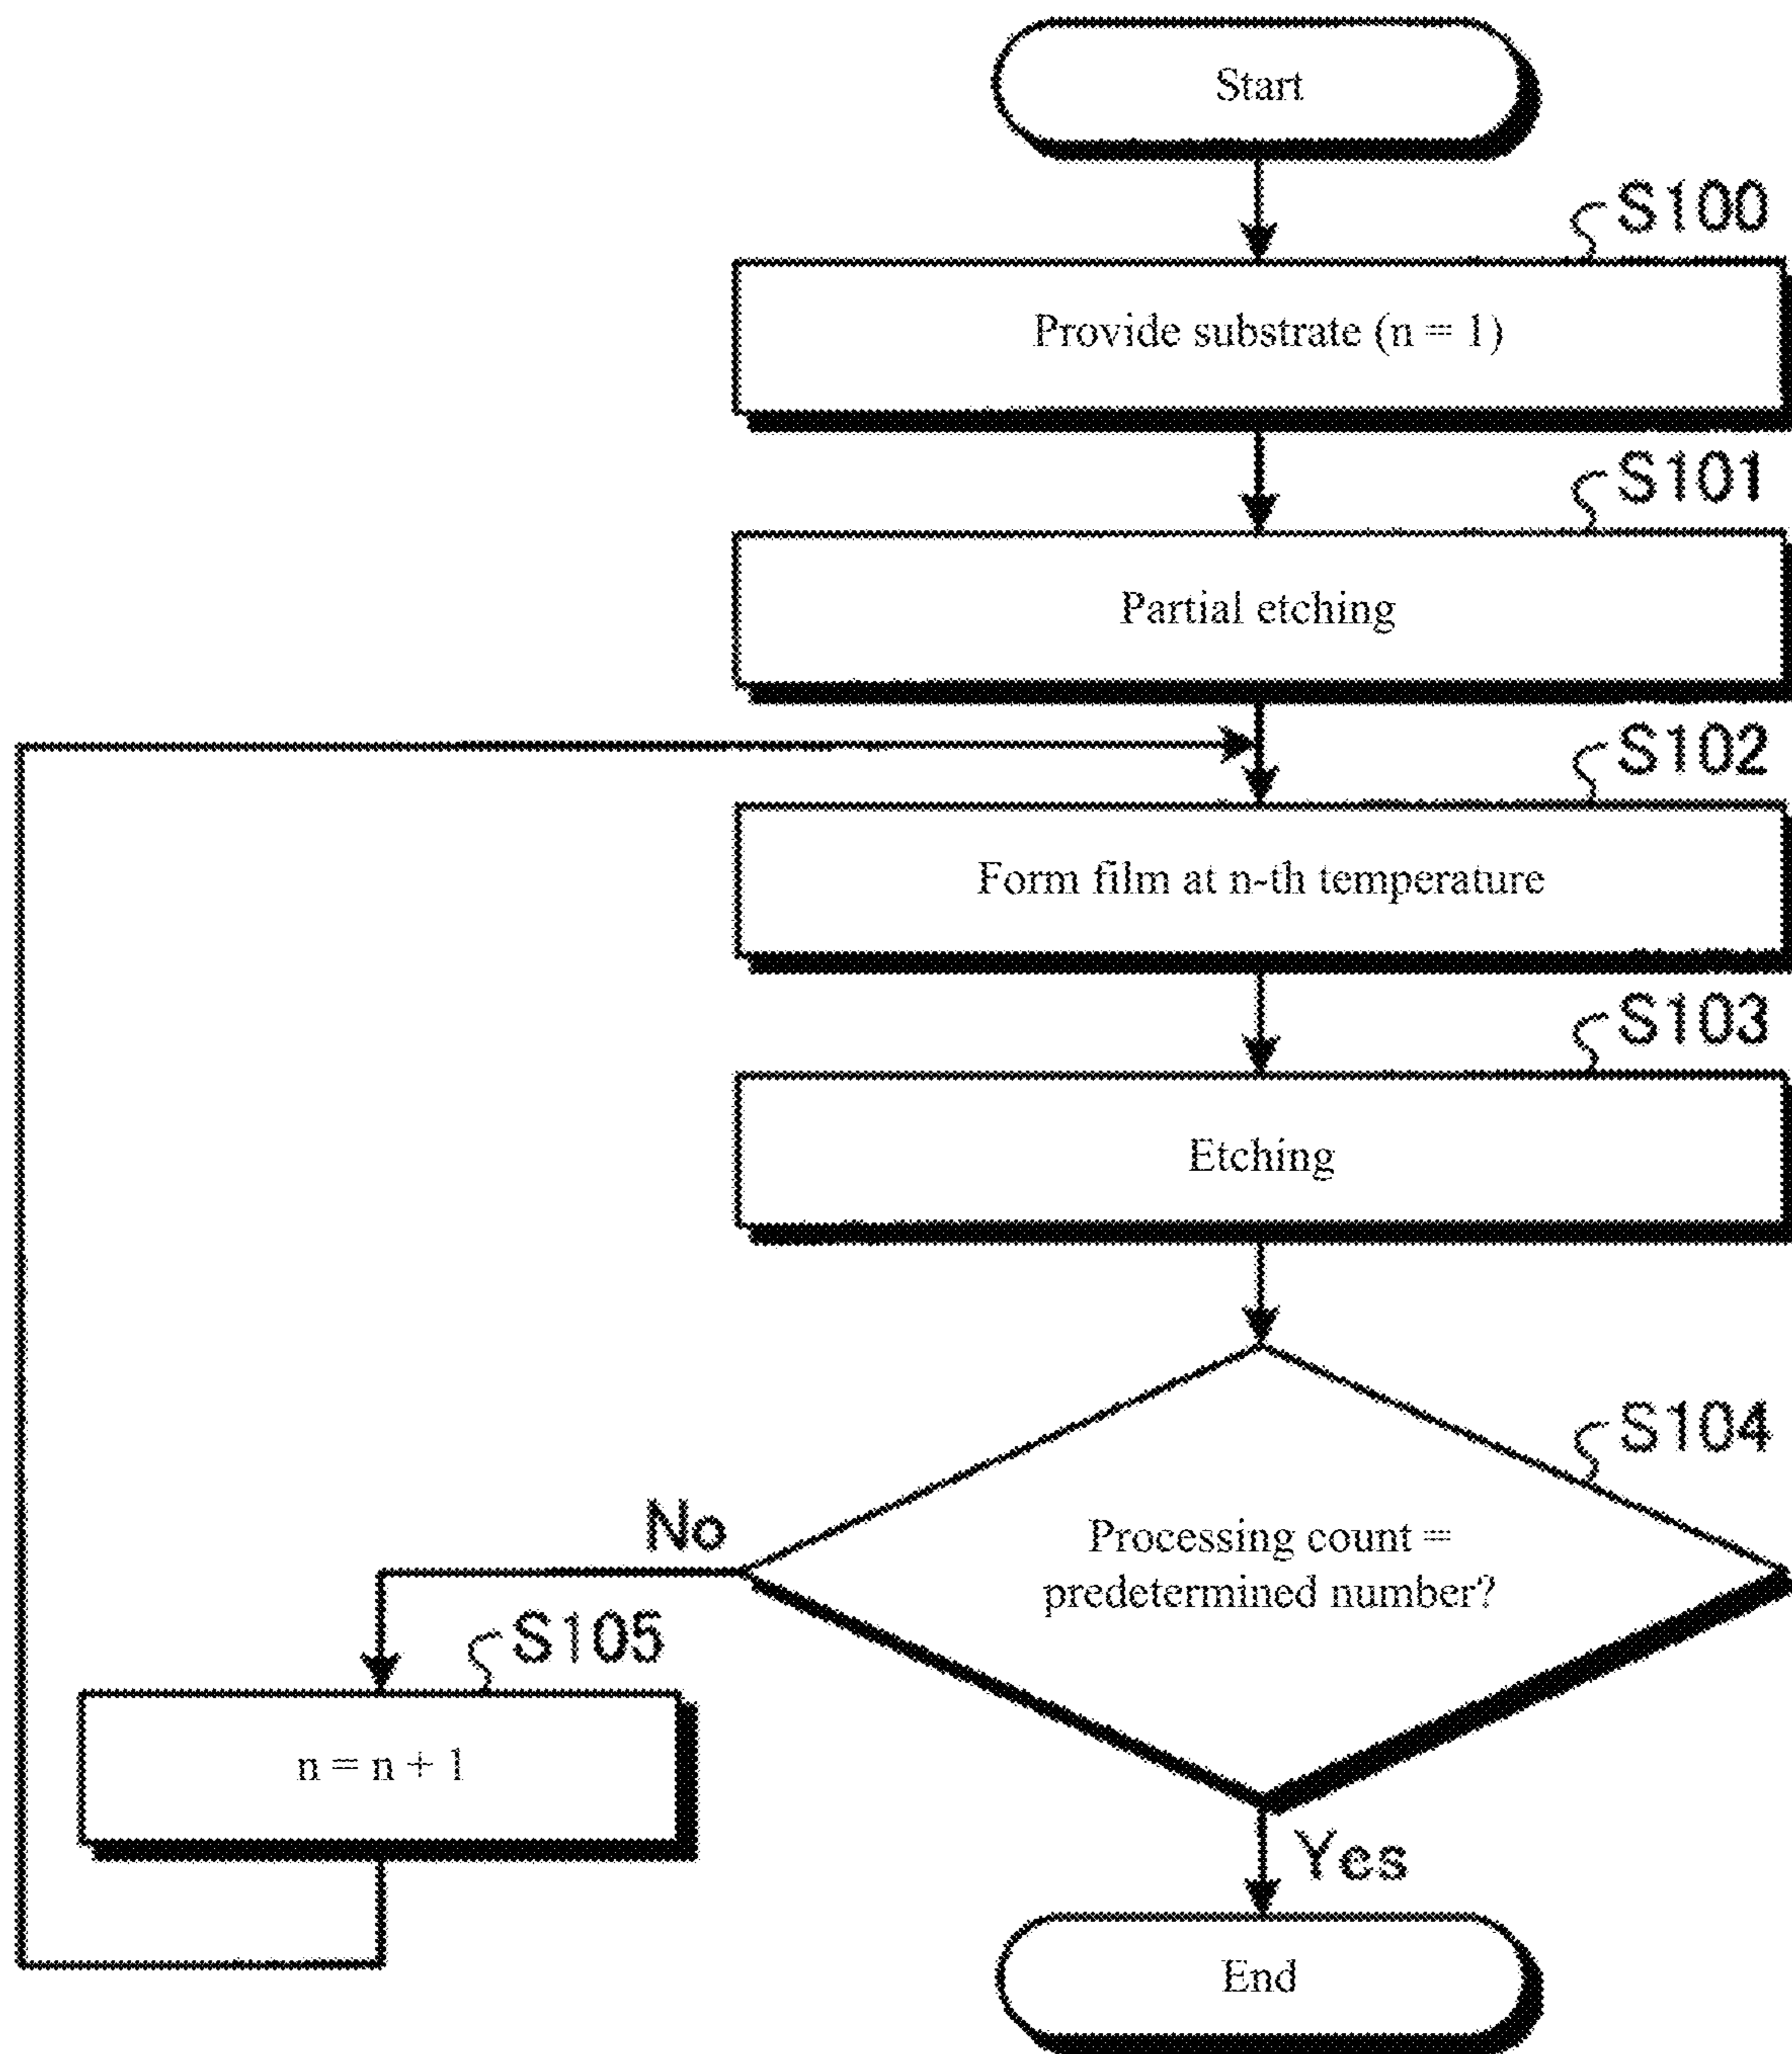 Start
S100
Provide substrate (n = 1)
S101
Partial etching
S102
Form film at n-th temperature
S103
Etching
S104
Processing count =
predetermined number?
No
S105
n = n + 1
Yes
End